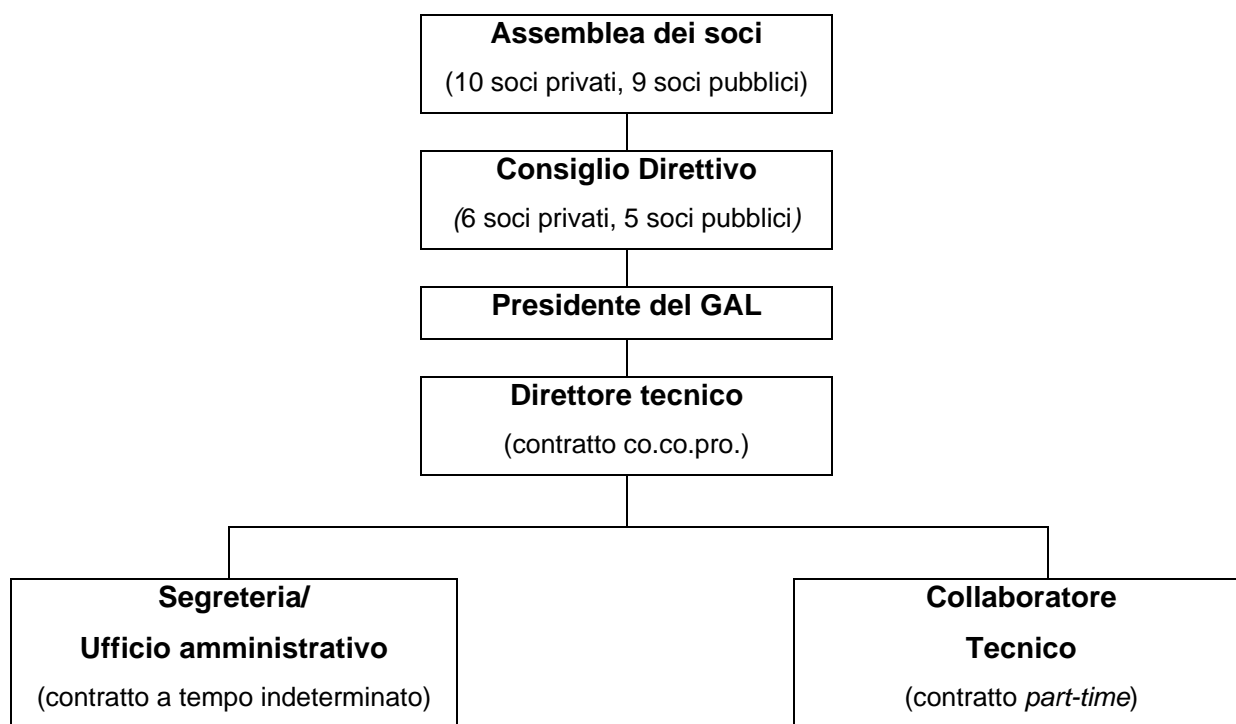 Assemblea dei soci
(10 soci privati, 9 soci pubblici)
Consiglio Direttivo
(6 soci privati, 5 soci pubblici)
Presidente del GAL
Direttore tecnico
(contratto co.co.pro.)
Segreteria/
Ufficio amministrativo
(contratto a tempo indeterminato)
Collaboratore
Tecnico
(contratto part-time)